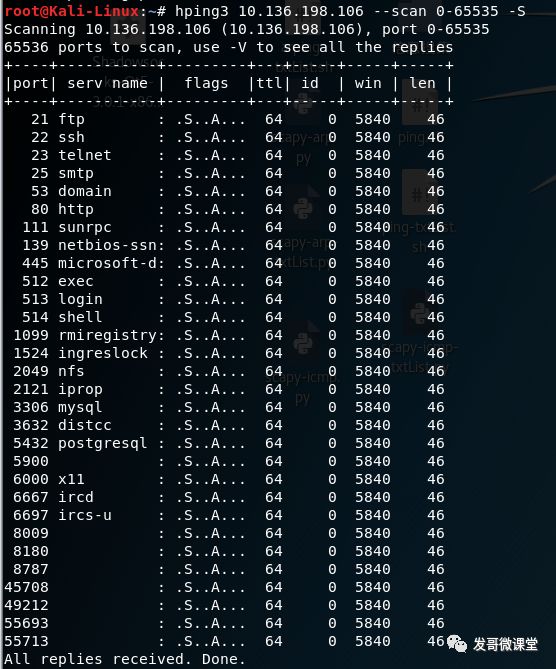 root@Kali-Linux:~# hping3 10.136.198.106 --scan 0-65535 -S
Scanning 10.136.198.106 (10.136.198.106), port 0-65535
65536 ports to scan, use -V to see all the replies
+----+-----------+---------+---+-----+-----+-----+
|port| serv name |  flags  |ttl| id  | win | len |
+----+-----------+---------+---+-----+-----+-----+
   21 ftp        : .S..A...  64     0  5840    46
   22 ssh        : .S..A...  64     0  5840    46
   23 telnet     : .S..A...  64     0  5840    46
   25 smtp       : .S..A...  64     0  5840    46
   53 domain     : .S..A...  64     0  5840    46
   80 http       : .S..A...  64     0  5840    46
  111 sunrpc     : .S..A...  64     0  5840    46
  139 netbios-ssn: .S..A...  64     0  5840    46
  445 microsoft-d: .S..A...  64     0  5840    46
  512 exec       : .S..A...  64     0  5840    46
  513 login      : .S..A...  64     0  5840    46
  514 shell      : .S..A...  64     0  5840    46
 1099 rmiregistry: .S..A...  64     0  5840    46
 1524 ingreslock : .S..A...  64     0  5840    46
 2049 nfs        : .S..A...  64     0  5840    46
 2121 iprop      : .S..A...  64     0  5840    46
 3306 mysql      : .S..A...  64     0  5840    46
 3632 distcc     : .S..A...  64     0  5840    46
 5432 postgresql : .S..A...  64     0  5840    46
 5900            : .S..A...  64     0  5840    46
 6000 x11        : .S..A...  64     0  5840    46
 6667 ircd       : .S..A...  64     0  5840    46
 6697 ircs-u     : .S..A...  64     0  5840    46
 8009            : .S..A...  64     0  5840    46
 8180            : .S..A...  64     0  5840    46
 8787            : .S..A...  64     0  5840    46
45708            : .S..A...  64     0  5840    46
49212            : .S..A...  64     0  5840    46
55693            : .S..A...  64     0  5840    46
55713            : .S..A...  64     0  5840    46
All replies received. Done.
发哥微课堂